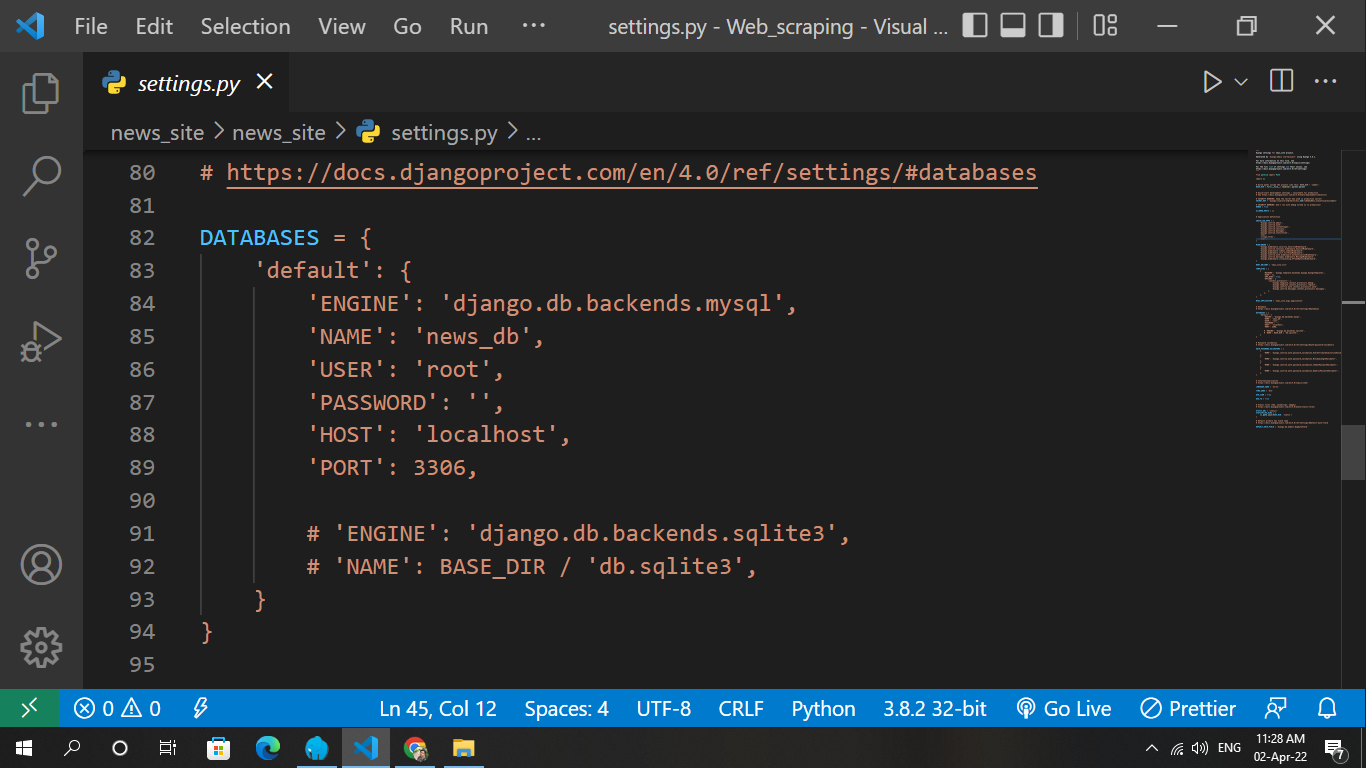 File Edit Selection View Go Run ··· settings.py - Web_scraping - Visual ...
settings.py
news_site > news_site > settings.py > ...
80 # https://docs.djangoproject.com/en/4.0/ref/settings/#databases
81
82 DATABASES = {
83 'default': {
84 'ENGINE': 'django.db.backends.mysql',
85 'NAME': 'news_db',
86 'USER': 'root',
87 'PASSWORD': '',
88 'HOST': 'localhost',
89 'PORT': 3306,
90
91 # 'ENGINE': 'django.db.backends.sqlite3',
92 # 'NAME': BASE_DIR / 'db.sqlite3',
93 }
94 }
95
0 0 Ln 45, Col 12 Spaces: 4 UTF-8 CRLF Python 3.8.2 32-bit Go Live Prettier
ENG 11:28 AM
02-Apr-22 7